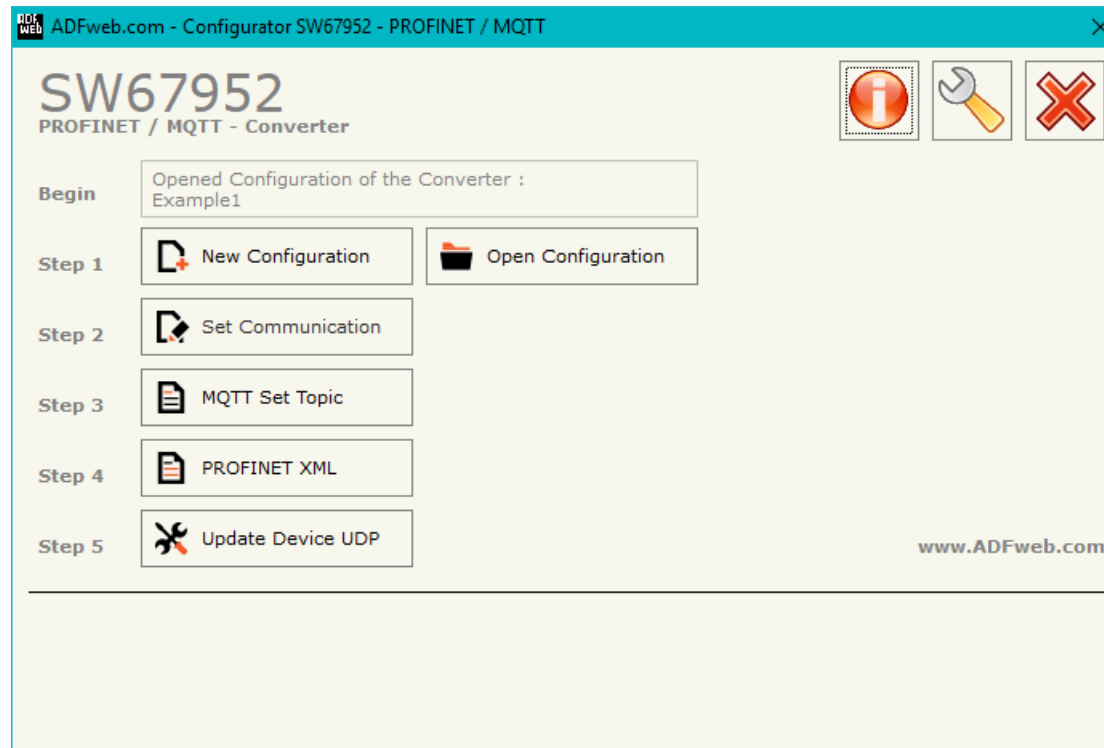 ADF WEB ADFweb.com - Configurator SW67952 - PROFINET / MQTT
SW67952
PROFINET / MQTT - Converter
Begin
Opened Configuration of the Converter :
Example1
Step 1
New Configuration
Open Configuration
Step 2
Set Communication
Step 3
MQTT Set Topic
Step 4
PROFINET XML
Step 5
Update Device UDP
www.ADFweb.com